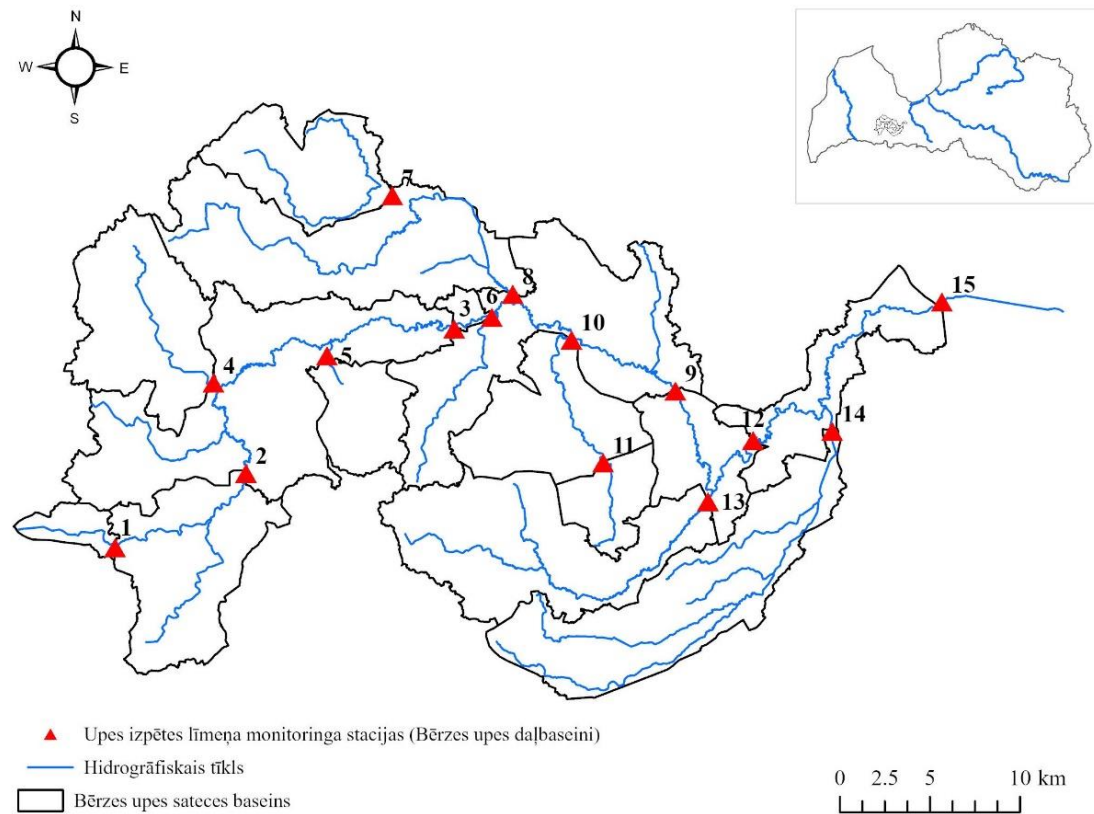 N
W E
S
7
8
15
3 6
10
5
4
9
14
12
2
11
13
1
Upes izpētes līmeņa monitoringa stacijas (Bērzes upes daļbaseini)
Hidrogrāfiskais tīkls
Bērzes upes sateces baseins
0 2.5 5 10 km